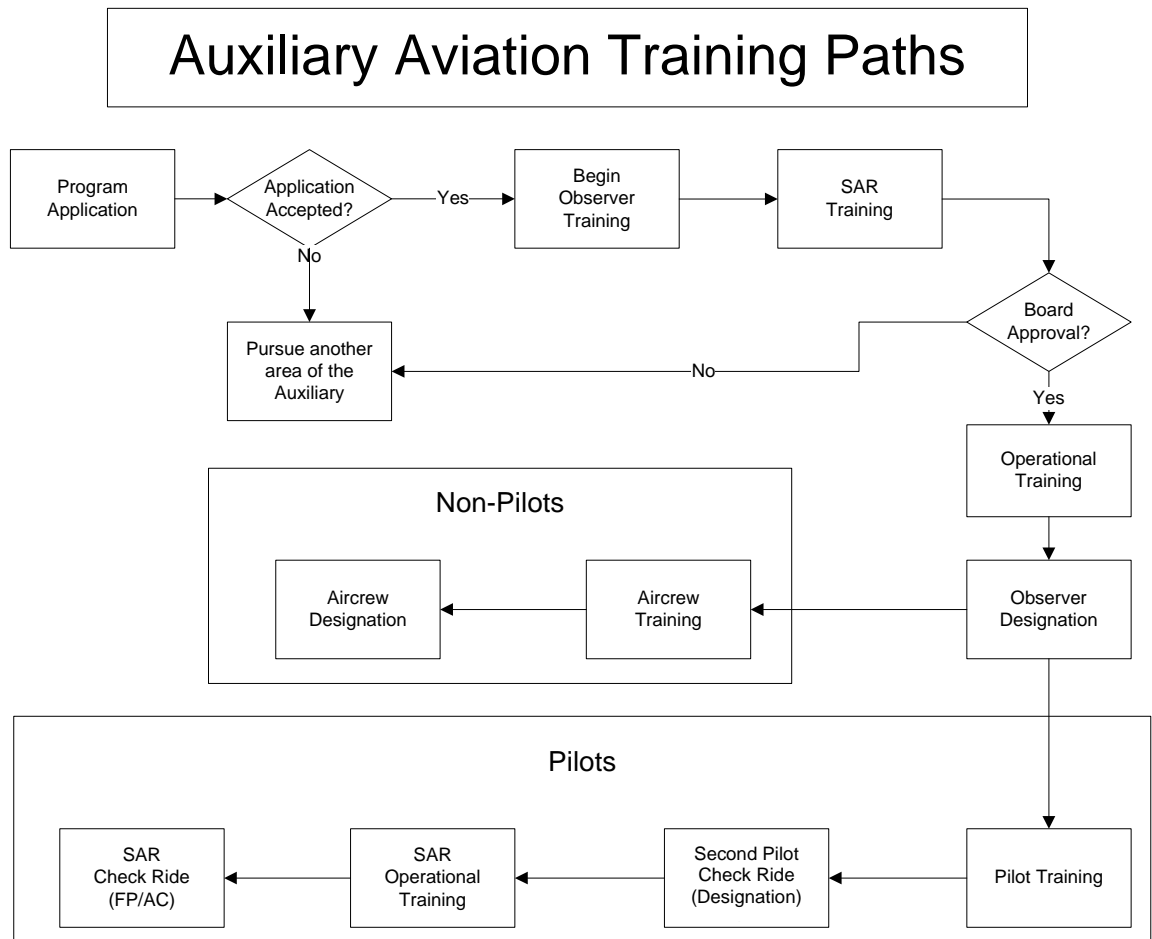 Auxiliary Aviation Training Paths
Program
Application
Application
Accepted?
Yes
Begin
Observer
Training
SAR
Training
No
Board
Approval?
Pursue another
area of the
Auxiliary
No
Yes
Operational
Training
Non-Pilots
Aircrew
Designation
Aircrew
Training
Observer
Designation
Pilots
SAR
Check Ride
(FP/AC)
SAR
Operational
Training
Second Pilot
Check Ride
(Designation)
Pilot Training